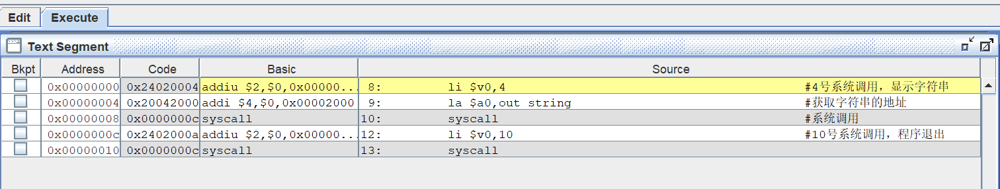 Edit Execute
Text Segment
Bkpt Address Code Basic Source
0x00000000 0x24020004 addiu $2,$0,0x00000... 8: li $v0,4 #4号系统调用，显示字符串
0x00000004 0x20042000 addi $4,$0,0x00002000 9: la $a0,out string #获取字符串的地址
0x00000008 0x0000000c syscall 10: syscall #系统调用
0x0000000c 0x2402000a addiu $2,$0,0x00000... 12: li $v0,10 #10号系统调用，程序退出
0x00000010 0x0000000c syscall 13: syscall